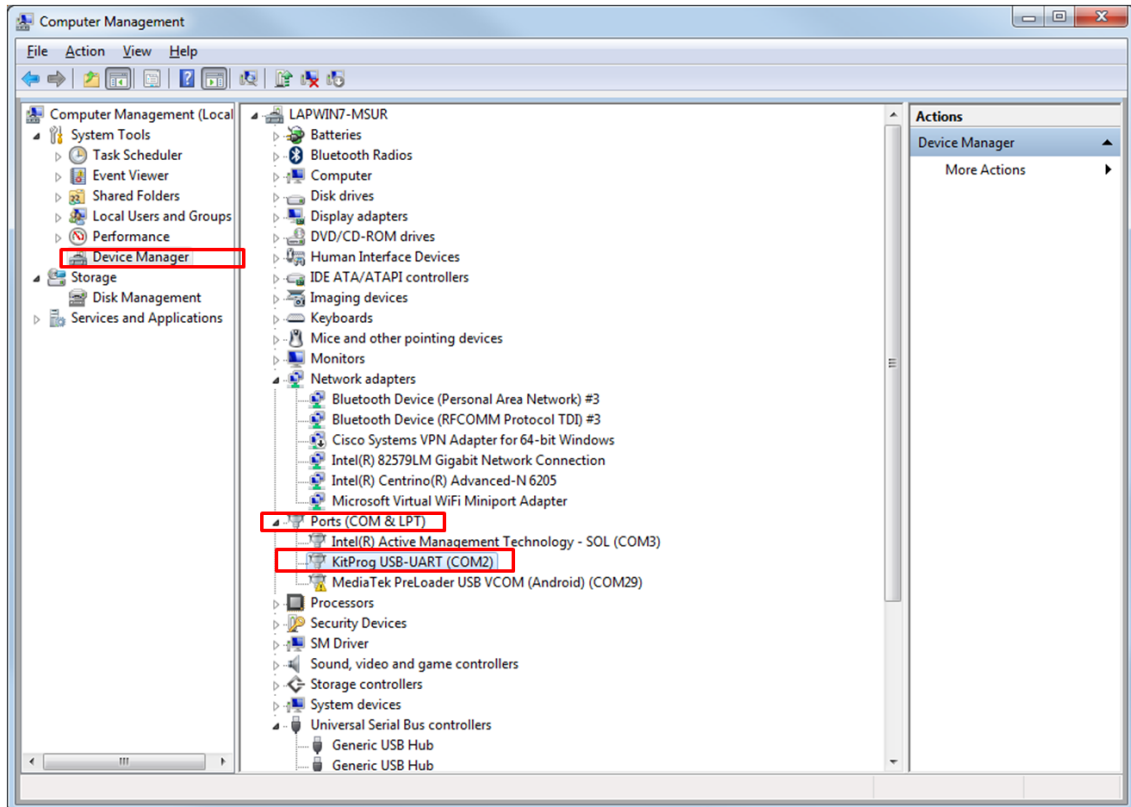 Computer Management
File Action View Help
Computer Management (Local
System Tools
Task Scheduler
Event Viewer
Shared Folders
Local Users and Groups
Performance
Device Manager
Storage
Disk Management
Services and Applications
LAPWIN7-MSUR
Batteries
Bluetooth Radios
Computer
Disk drives
Display adapters
DVD/CD-ROM drives
Human Interface Devices
IDE ATA/ATAPI controllers
Imaging devices
Keyboards
Mice and other pointing devices
Monitors
Network adapters
Bluetooth Device (Personal Area Network) #3
Bluetooth Device (RFCOMM Protocol TDI) #3
Cisco Systems VPN Adapter for 64-bit Windows
Intel(R) 82579LM Gigabit Network Connection
Intel(R) Centrino(R) Advanced-N 6205
Microsoft Virtual WiFi Miniport Adapter
Ports (COM & LPT)
Intel(R) Active Management Technology - SOL (COM3)
KitProg USB-UART (COM2)
MediaTek PreLoader USB VCOM (Android) (COM29)
Processors
Security Devices
SM Driver
Sound, video and game controllers
Storage controllers
System devices
Universal Serial Bus controllers
Generic USB Hub
Generic USB Hub
Actions
Device Manager
More Actions